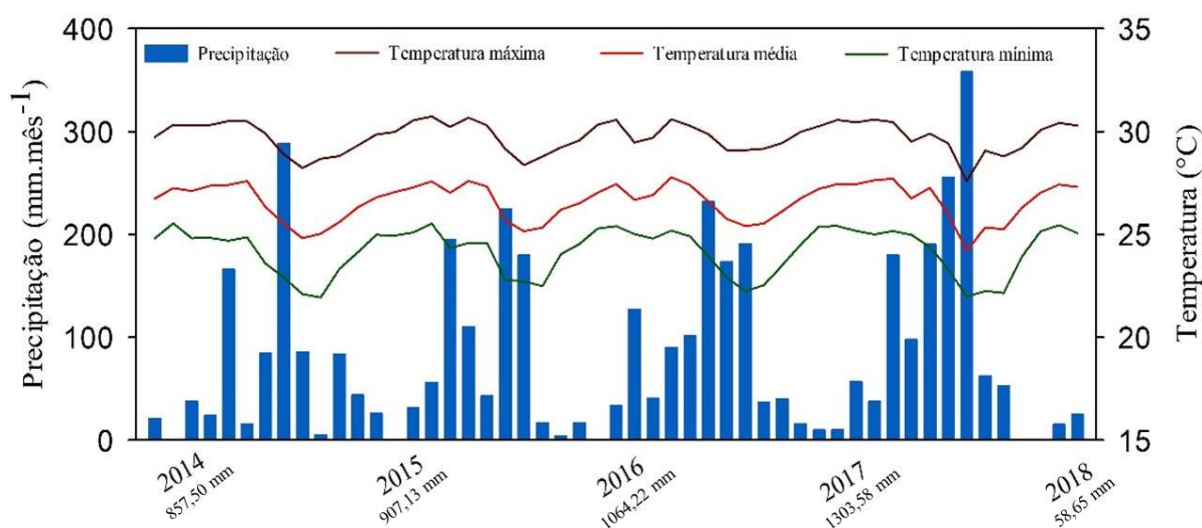 400
300
200
100
0
Precipitação (mm.mês⁻¹)
Precipitação
Temperatura máxima
Temperatura média
Temperatura mínima
35
30
25
20
15
Temperatura (°C)
2014
857,50 mm
2015
907,13 mm
2016
1064,22 mm
2017
1303,58 mm
2018
58,65 mm